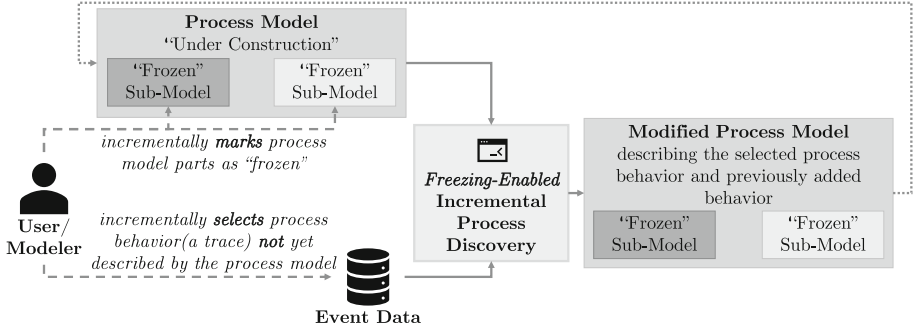 Process Model
“Under Construction”
“Frozen”
Sub-Model
“Frozen”
Sub-Model
incrementally marks process
model parts as “frozen”
User/
Modeler
incrementally selects process
behavior(a trace) not yet
described by the process model
Event Data
Freezing-Enabled
Incremental
Process
Discovery
Modified Process Model
describing the selected process
behavior and previously added
behavior
“Frozen”
Sub-Model
“Frozen”
Sub-Model